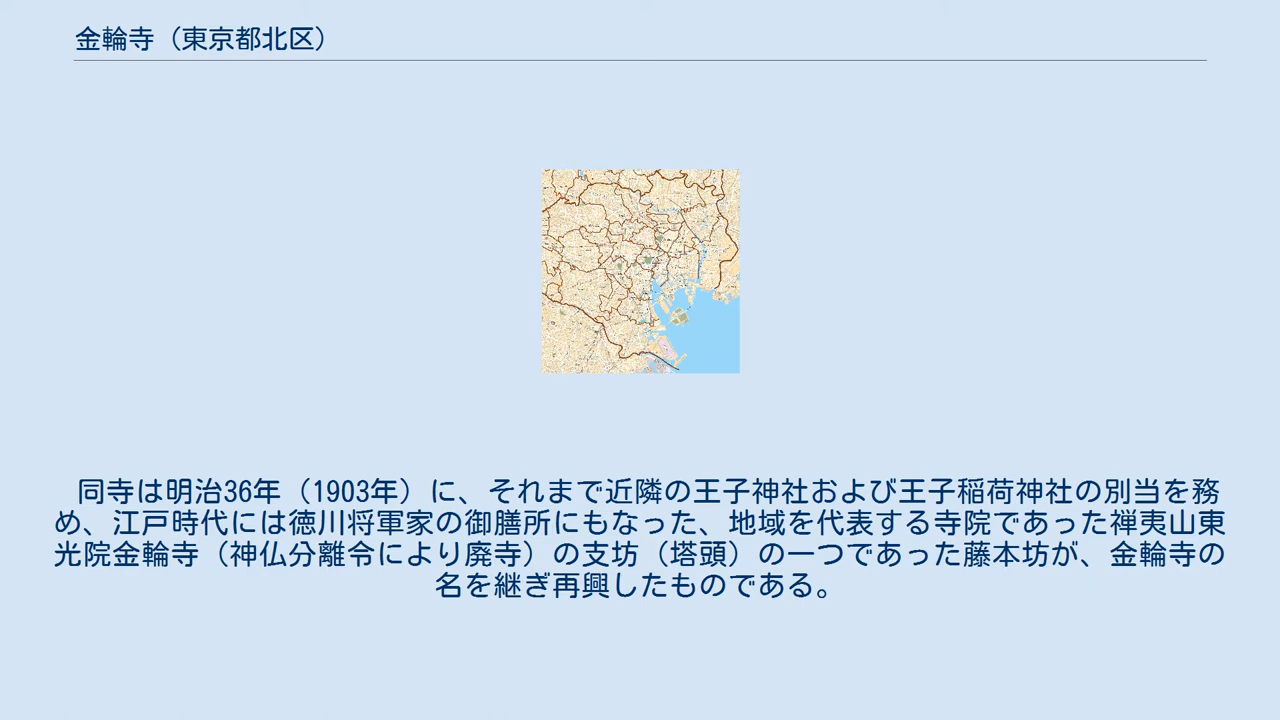 金輪寺（東京都北区）
同寺は明治36年（1903年）に、それまで近隣の王子神社および王子稲荷神社の別当を務
め、江戸時代には徳川将軍家の御膳所にもなった、地域を代表する寺院であった禅夷山東
光院金輪寺（神仏分離令により廃寺）の支坊（塔頭）の一つであった藤本坊が、金輪寺の
名を継ぎ再興したものである。